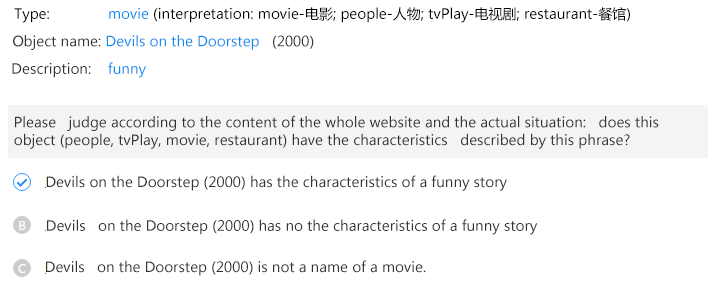 Type: movie (interpretation: movie-电影; people-人物; tvPlay-电视剧; restaurant-餐馆)
Object name: Devils on the Doorstep (2000)
Description: funny
Please judge according to the content of the whole website and the actual situation: does this
object (people, tvPlay, movie, restaurant) have the characteristics described by this phrase?
Devils on the Doorstep (2000) has the characteristics of a funny story
B Devils on the Doorstep (2000) has no the characteristics of a funny story
C Devils on the Doorstep (2000) is not a name of a movie.